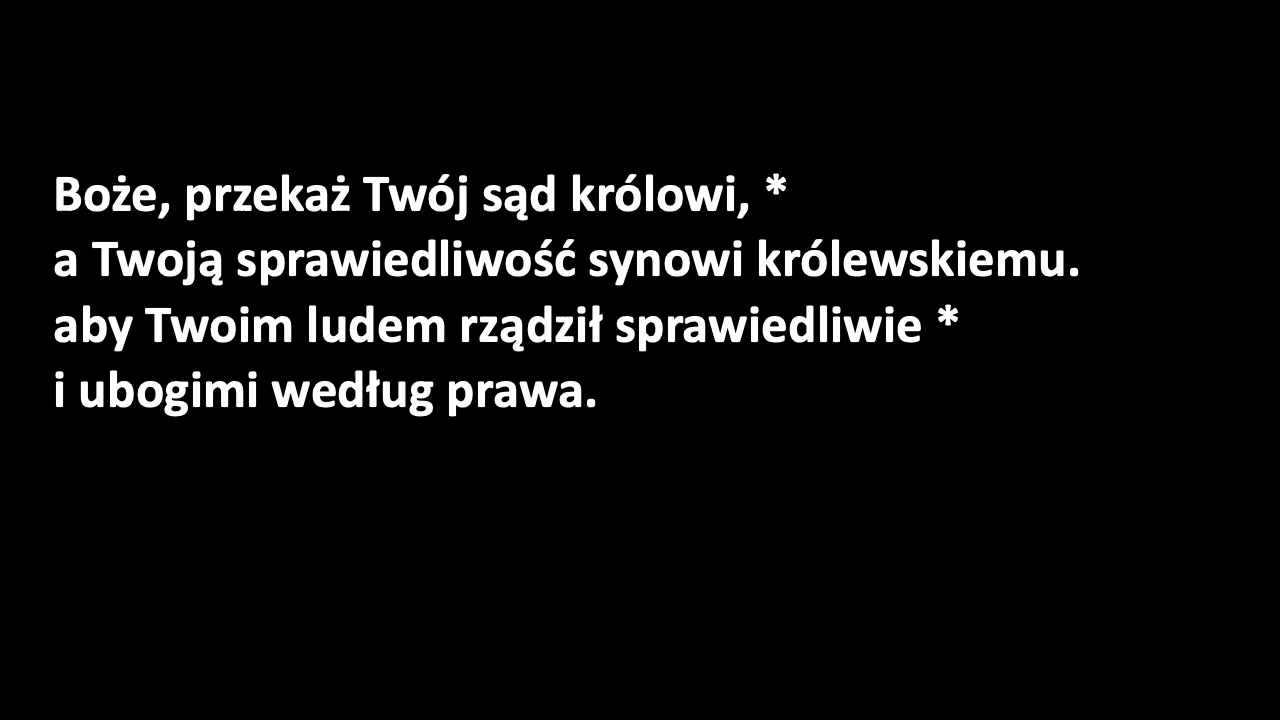 Boże, przekaż Twój sąd królowi, *
a Twoją sprawiedliwość synowi królewskiemu.
aby Twoim ludem rządził sprawiedliwie *
i ubogimi według prawa.